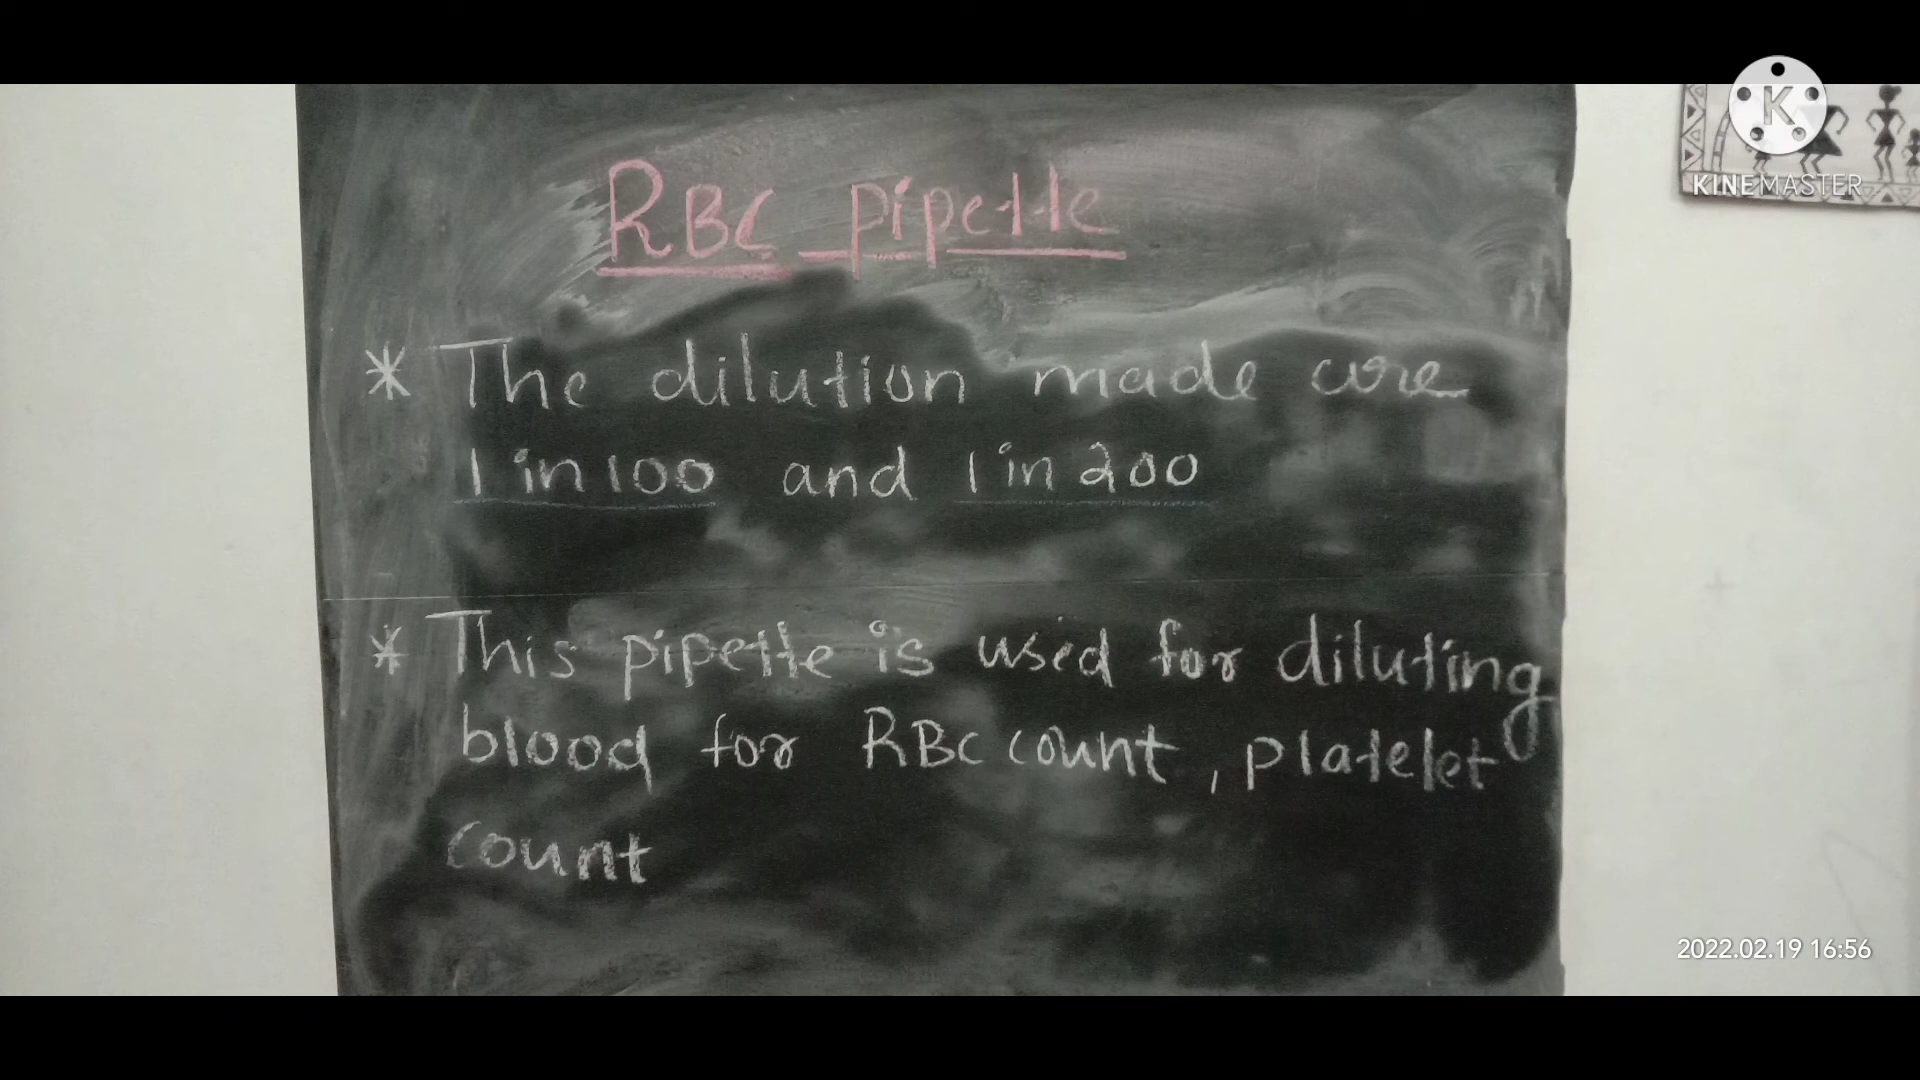 RBC pipette
* The dilution made are
1 in 100 and 1 in 200
* This pipette is used for diluting
blood for RBC count, platelet
count
K
KINEMASTER
2022.02.19 16:56